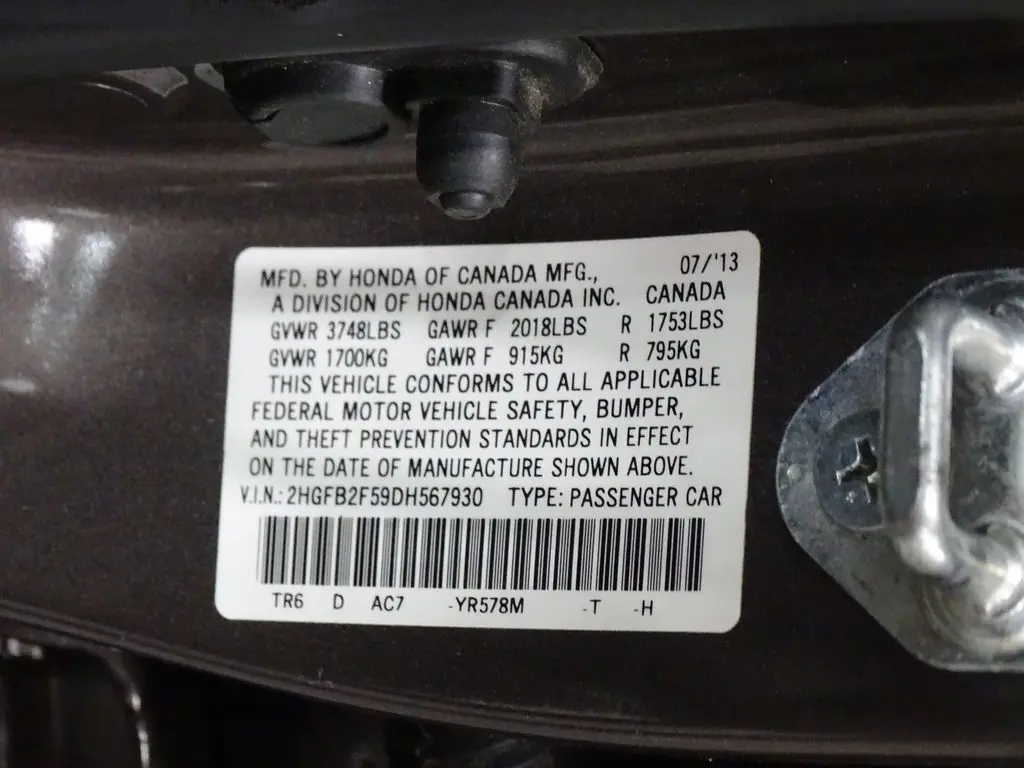 MFD. BY HONDA OF CANADA MFG., 07/'13
A DIVISION OF HONDA CANADA INC. CANADA
GVWR 3748LBS GAWR F 2018LBS R 1753LBS
GVWR 1700KG GAWR F 915KG R 795KG
THIS VEHICLE CONFORMS TO ALL APPLICABLE
FEDERAL MOTOR VEHICLE SAFETY, BUMPER,
AND THEFT PREVENTION STANDARDS IN EFFECT
ON THE DATE OF MANUFACTURE SHOWN ABOVE.
V.I.N.: 2HGFB2F59DH567930 TYPE: PASSENGER CAR
TR6 D AC7 -YR578M -T -H